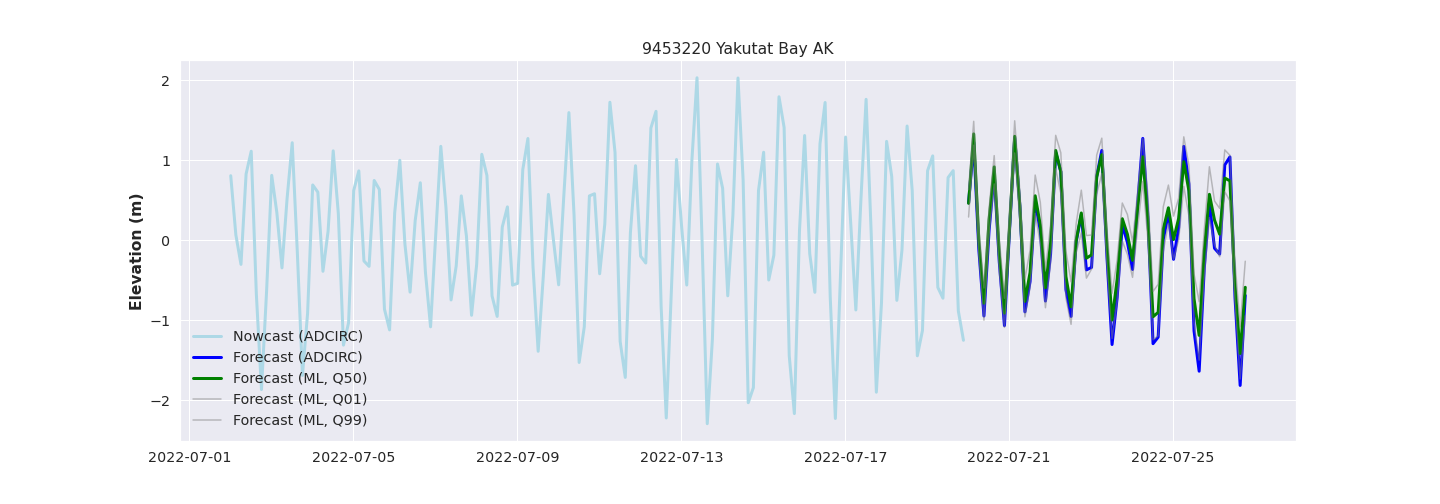 9453220 Yakutat Bay AK
Elevation (m)
2
1
0
−1
−2
Nowcast (ADCIRC)
Forecast (ADCIRC)
Forecast (ML, Q50)
Forecast (ML, Q01)
Forecast (ML, Q99)
2022-07-01 2022-07-05 2022-07-09 2022-07-13 2022-07-17 2022-07-21 2022-07-25